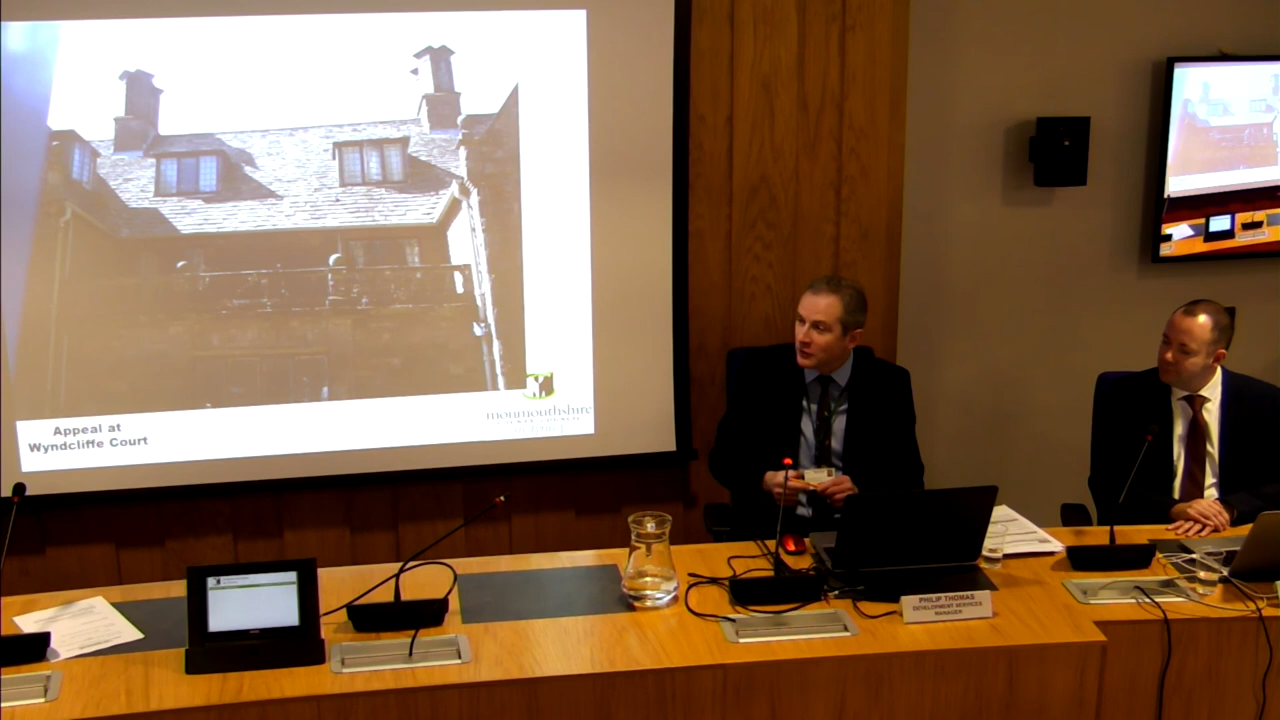 Appeal at
Wyndcliffe Court
monmouthshire
PHILIP THOMAS
DEVELOPMENT SERVICES
MANAGER